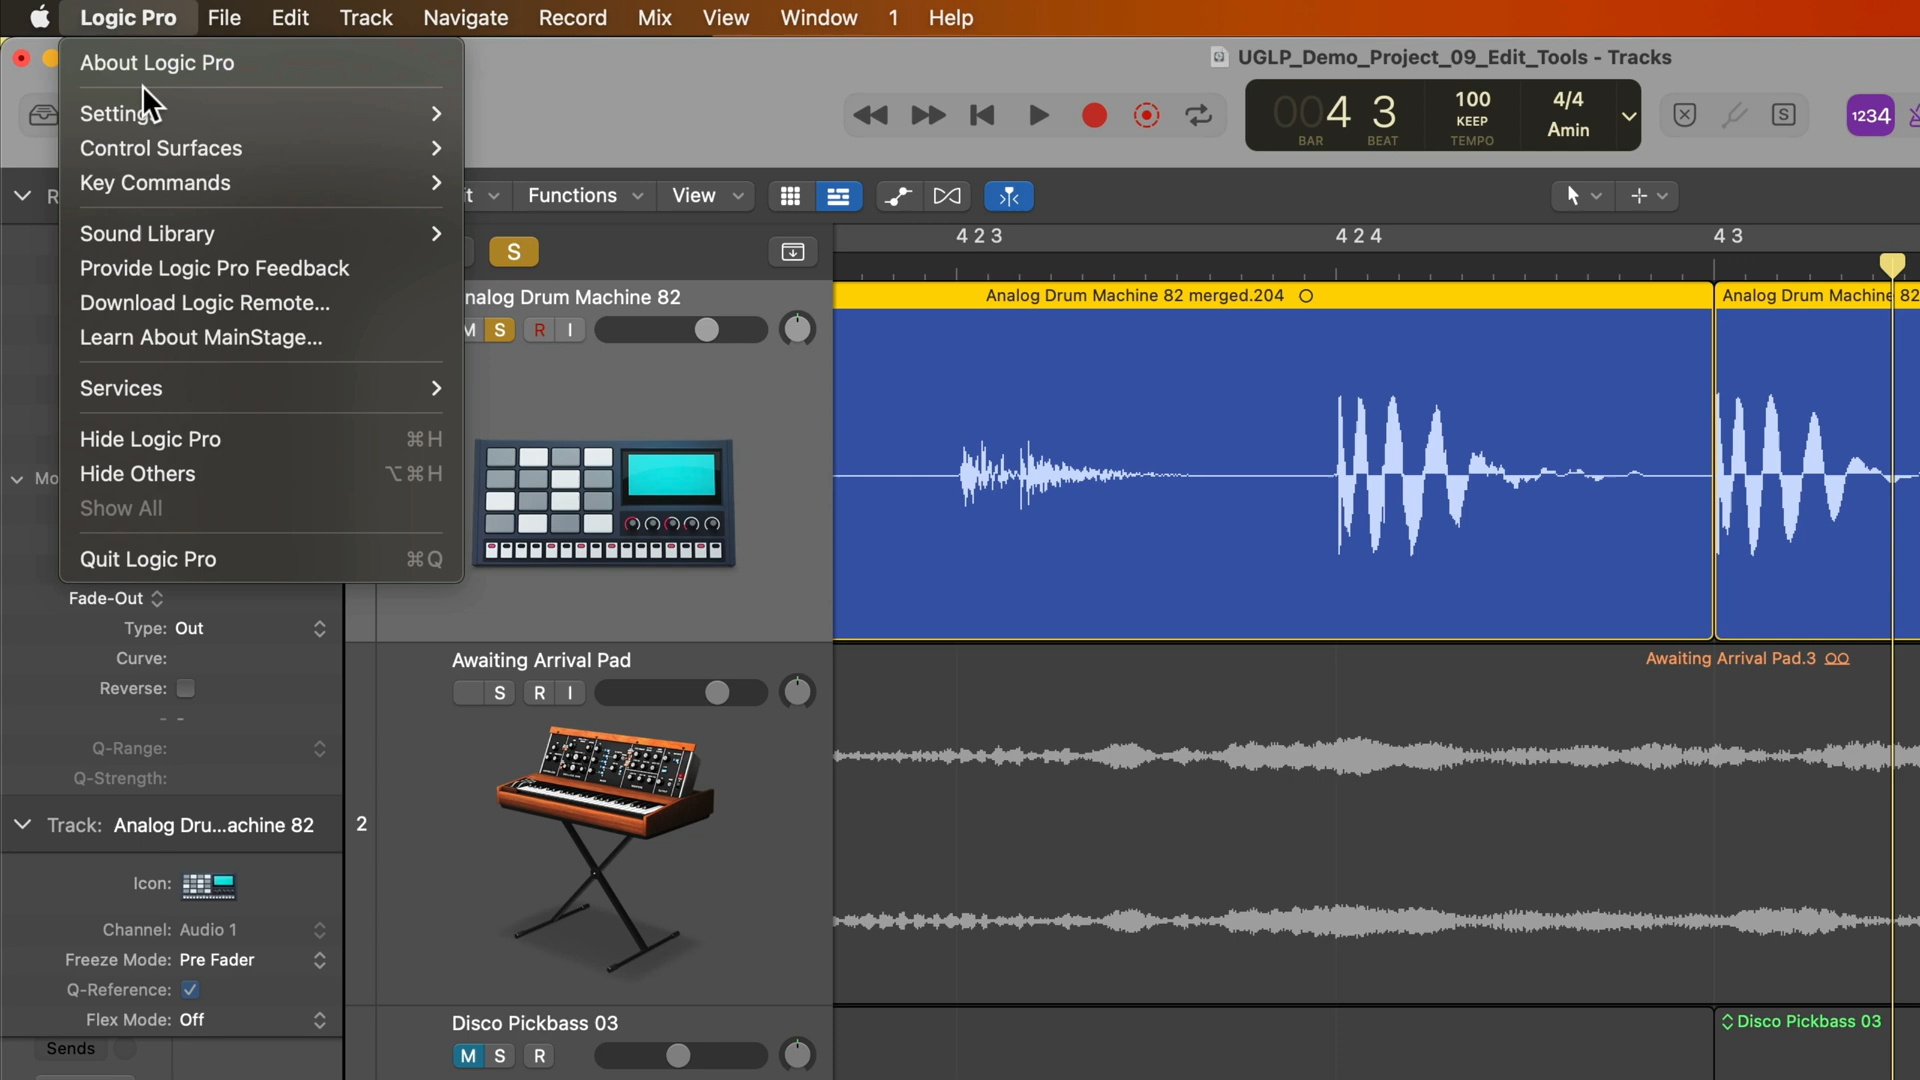 Logic Pro File Edit Track Navigate Record Mix View Window 1 Help
UGLP_Demo_Project_09_Edit_Tools - Tracks
About Logic Pro
Settings
Control Surfaces
Key Commands
Sound Library
Provide Logic Pro Feedback
Download Logic Remote...
Learn About MainStage...
Services
Hide Logic Pro ⌘H
Hide Others ⌥⌘H
Show All
Quit Logic Pro ⌘Q
004 3 100 4/4
KEEP Amin
BAR BEAT TEMPO
S 1234
Functions View
4 2 3 4 2 4 4 3
S
Analog Drum Machine 82
M S R I
Analog Drum Machine 82 merged.204
Analog Drum Machine 82
Mo
Fade-Out
Type: Out
Curve:
Reverse:
- -
Q-Range:
Q-Strength:
Track: Analog Dru...achine 82
Icon:
Channel: Audio 1
Freeze Mode: Pre Fader
Q-Reference:
Flex Mode: Off
Sends
2
Awaiting Arrival Pad
S R I
Awaiting Arrival Pad.3
Disco Pickbass 03
M S R
Disco Pickbass 03